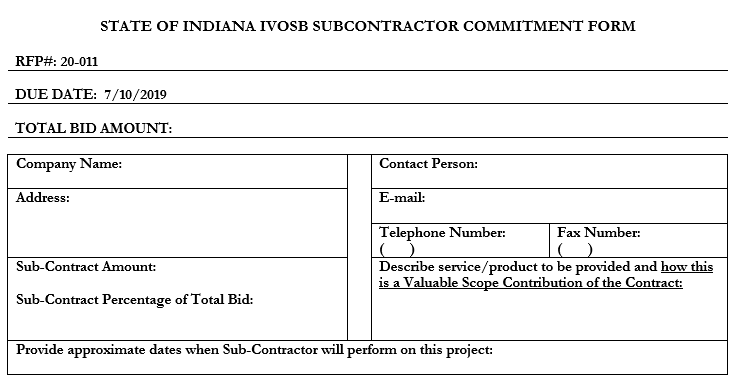 STATE OF INDIANA IVOSB SUBCONTRACTOR COMMITMENT FORM
RFP#: 20-011
DUE DATE: 7/10/2019
TOTAL BID AMOUNT:
Company Name:
Contact Person:
Address:
E-mail:
Telephone Number:
( )
Fax Number:
( )
Sub-Contract Amount:
Sub-Contract Percentage of Total Bid:
Describe service/product to be provided and how this
is a Valuable Scope Contribution of the Contract:
Provide approximate dates when Sub-Contractor will perform on this project: